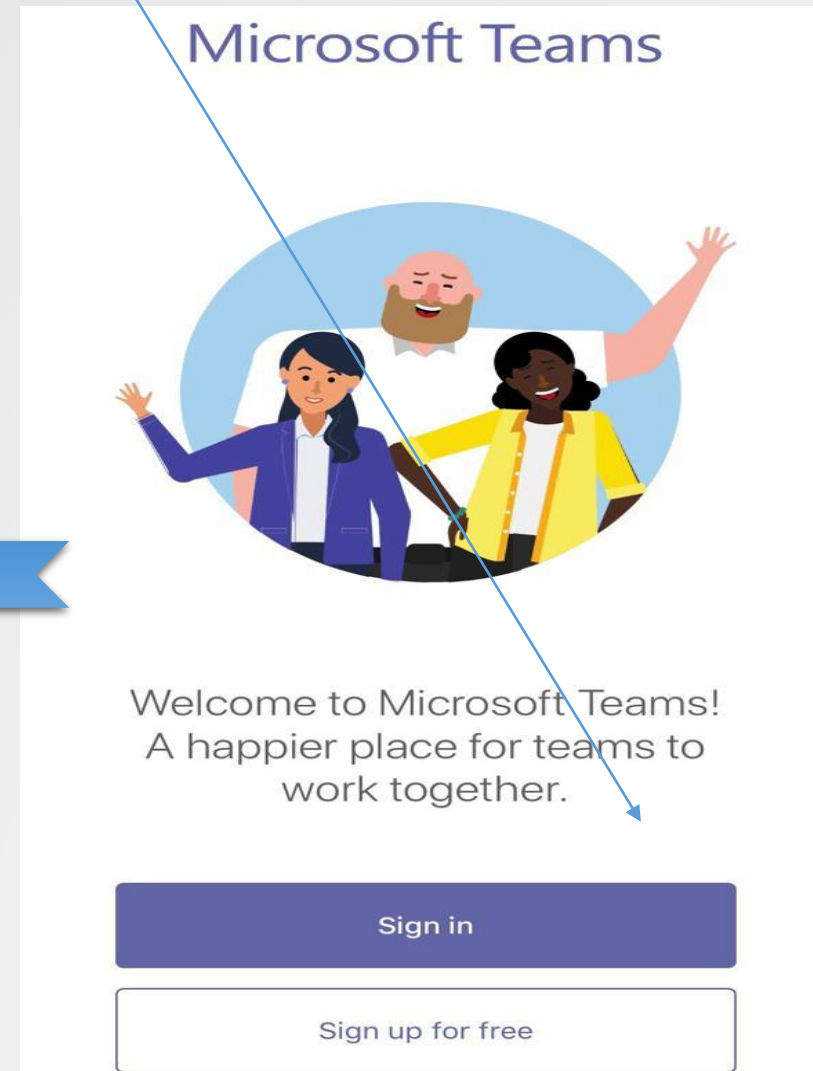 Microsoft Teams
Welcome to Microsoft Teams!
A happier place for teams to
work together.
Sign in
Sign up for free